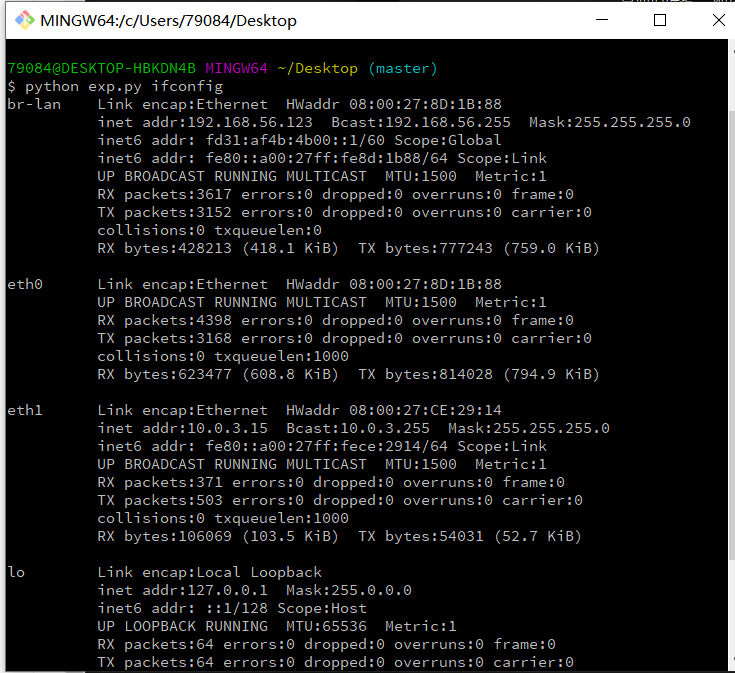 MINGW64:/c/Users/79084/Desktop
79084@DESKTOP-HBKDN4B MINGW64 ~/Desktop (master)
$ python exp.py ifconfig
br-lan    Link encap:Ethernet  HWaddr 08:00:27:8D:1B:88
          inet addr:192.168.56.123  Bcast:192.168.56.255  Mask:255.255.255.0
          inet6 addr: fd31:af4b:4b00::1/60 Scope:Global
          inet6 addr: fe80::a00:27ff:fe8d:1b88/64 Scope:Link
          UP BROADCAST RUNNING MULTICAST  MTU:1500  Metric:1
          RX packets:3617 errors:0 dropped:0 overruns:0 frame:0
          TX packets:3152 errors:0 dropped:0 overruns:0 carrier:0
          collisions:0 txqueuelen:0
          RX bytes:428213 (418.1 KiB)  TX bytes:777243 (759.0 KiB)
eth0      Link encap:Ethernet  HWaddr 08:00:27:8D:1B:88
          UP BROADCAST RUNNING MULTICAST  MTU:1500  Metric:1
          RX packets:4398 errors:0 dropped:0 overruns:0 frame:0
          TX packets:3168 errors:0 dropped:0 overruns:0 carrier:0
          collisions:0 txqueuelen:1000
          RX bytes:623477 (608.8 KiB)  TX bytes:814028 (794.9 KiB)
eth1      Link encap:Ethernet  HWaddr 08:00:27:CE:29:14
          inet addr:10.0.3.15  Bcast:10.0.3.255  Mask:255.255.255.0
          inet6 addr: fe80::a00:27ff:fece:2914/64 Scope:Link
          UP BROADCAST RUNNING MULTICAST  MTU:1500  Metric:1
          RX packets:371 errors:0 dropped:0 overruns:0 frame:0
          TX packets:503 errors:0 dropped:0 overruns:0 carrier:0
          collisions:0 txqueuelen:1000
          RX bytes:106069 (103.5 KiB)  TX bytes:54031 (52.7 KiB)
lo        Link encap:Local Loopback
          inet addr:127.0.0.1  Mask:255.0.0.0
          inet6 addr: ::1/128 Scope:Host
          UP LOOPBACK RUNNING  MTU:65536  Metric:1
          RX packets:64 errors:0 dropped:0 overruns:0 frame:0
          TX packets:64 errors:0 dropped:0 overruns:0 carrier:0